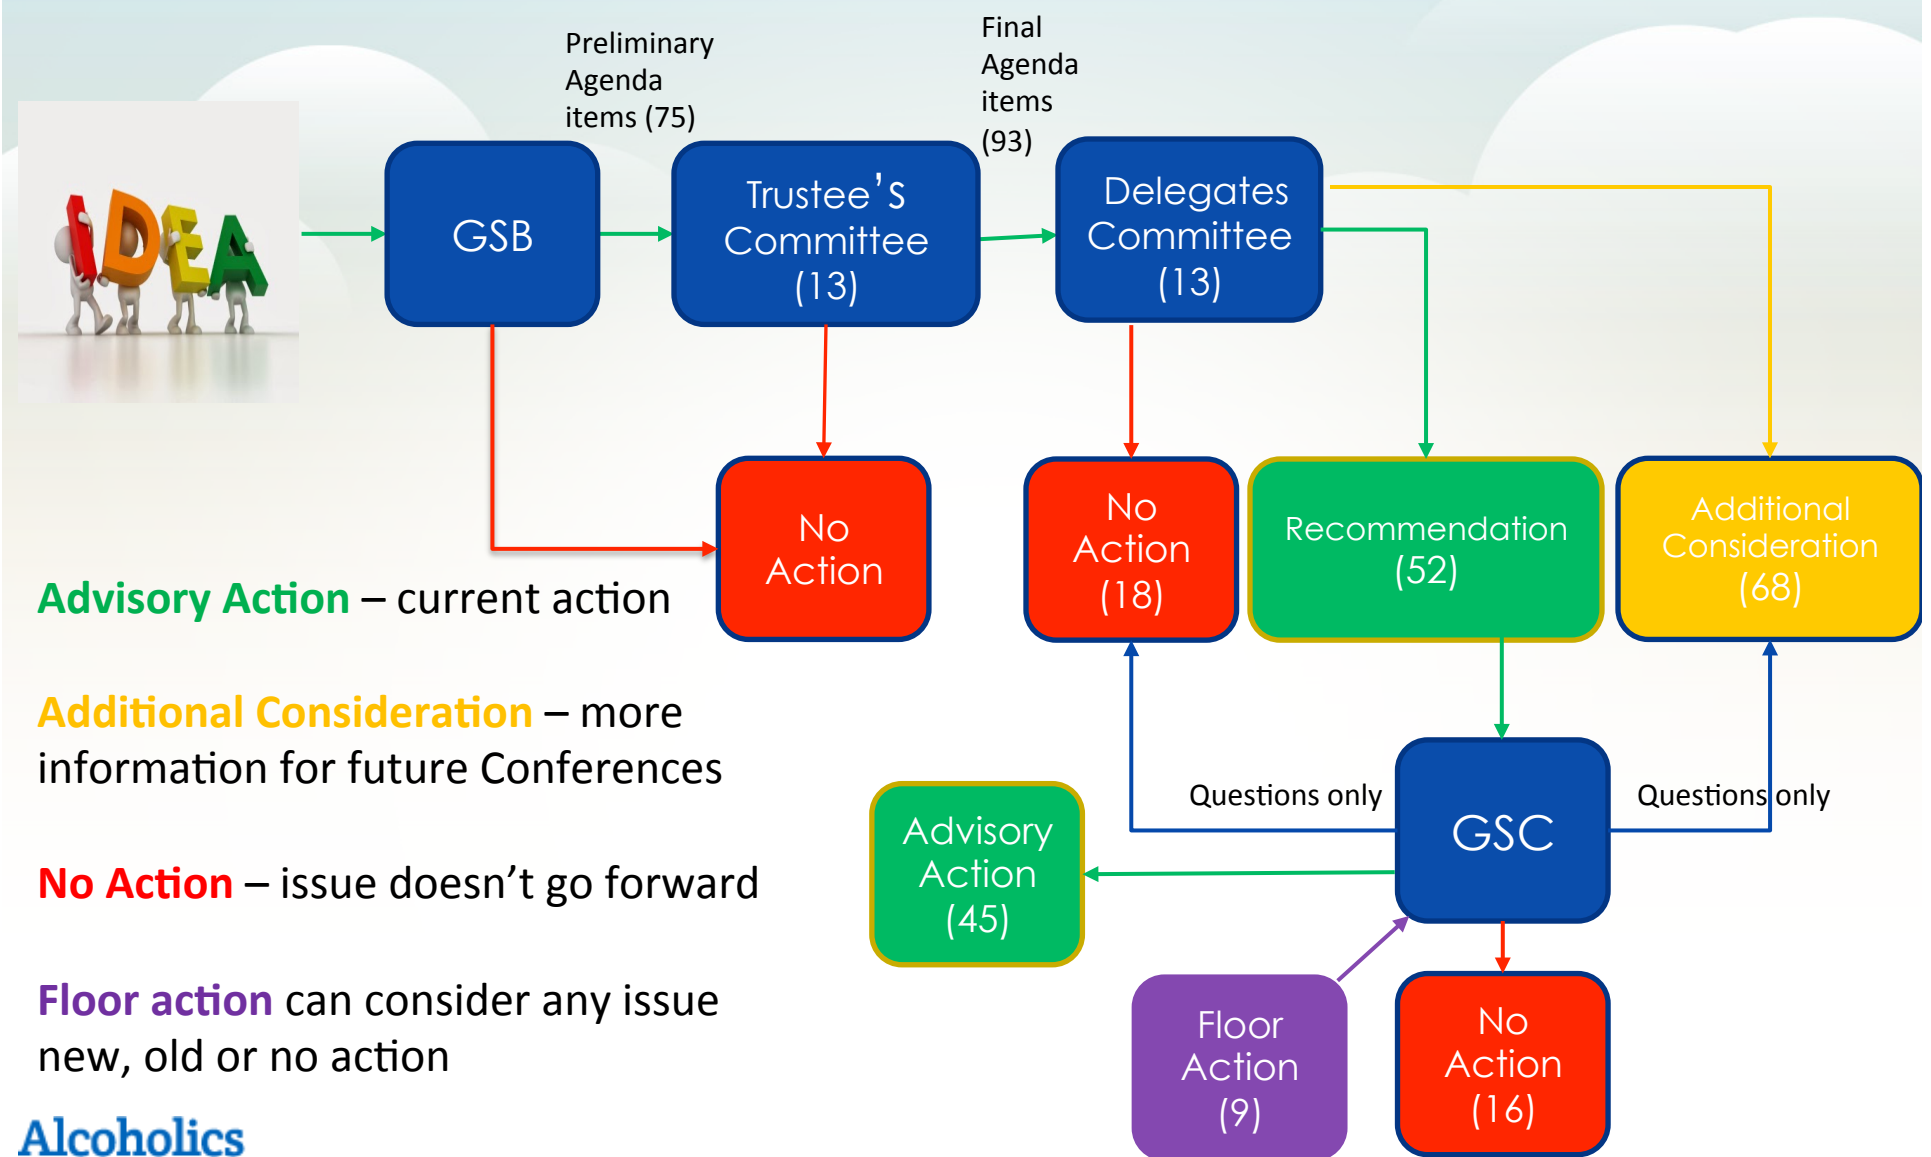 Preliminary
Agenda
items (75)
Final
Agenda
items
(93)
IDEA
GSB
Trustee's
Committee
(13)
Delegates
Committee
(13)
No
Action
No
Action
(18)
Recommendation
(52)
Additional
Consideration
(68)
Advisory Action – current action
Additional Consideration – more
information for future Conferences
No Action – issue doesn't go forward
Floor action can consider any issue
new, old or no action
Questions only
GSC
Questions only
Advisory
Action
(45)
Floor
Action
(9)
No
Action
(16)
Alcoholics